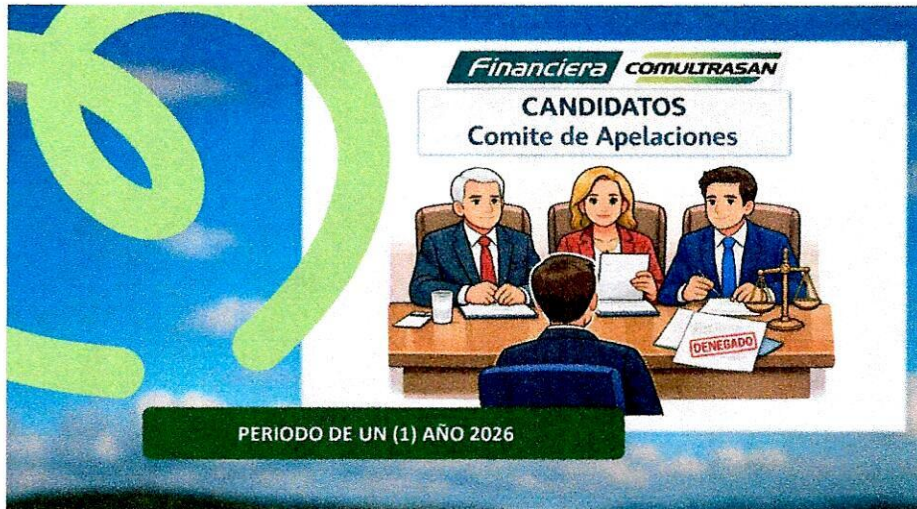 Financiera COMULTRASAN
CANDIDATOS
Comite de Apelaciones
DENEGADO
PERIODO DE UN (1) AÑO 2026